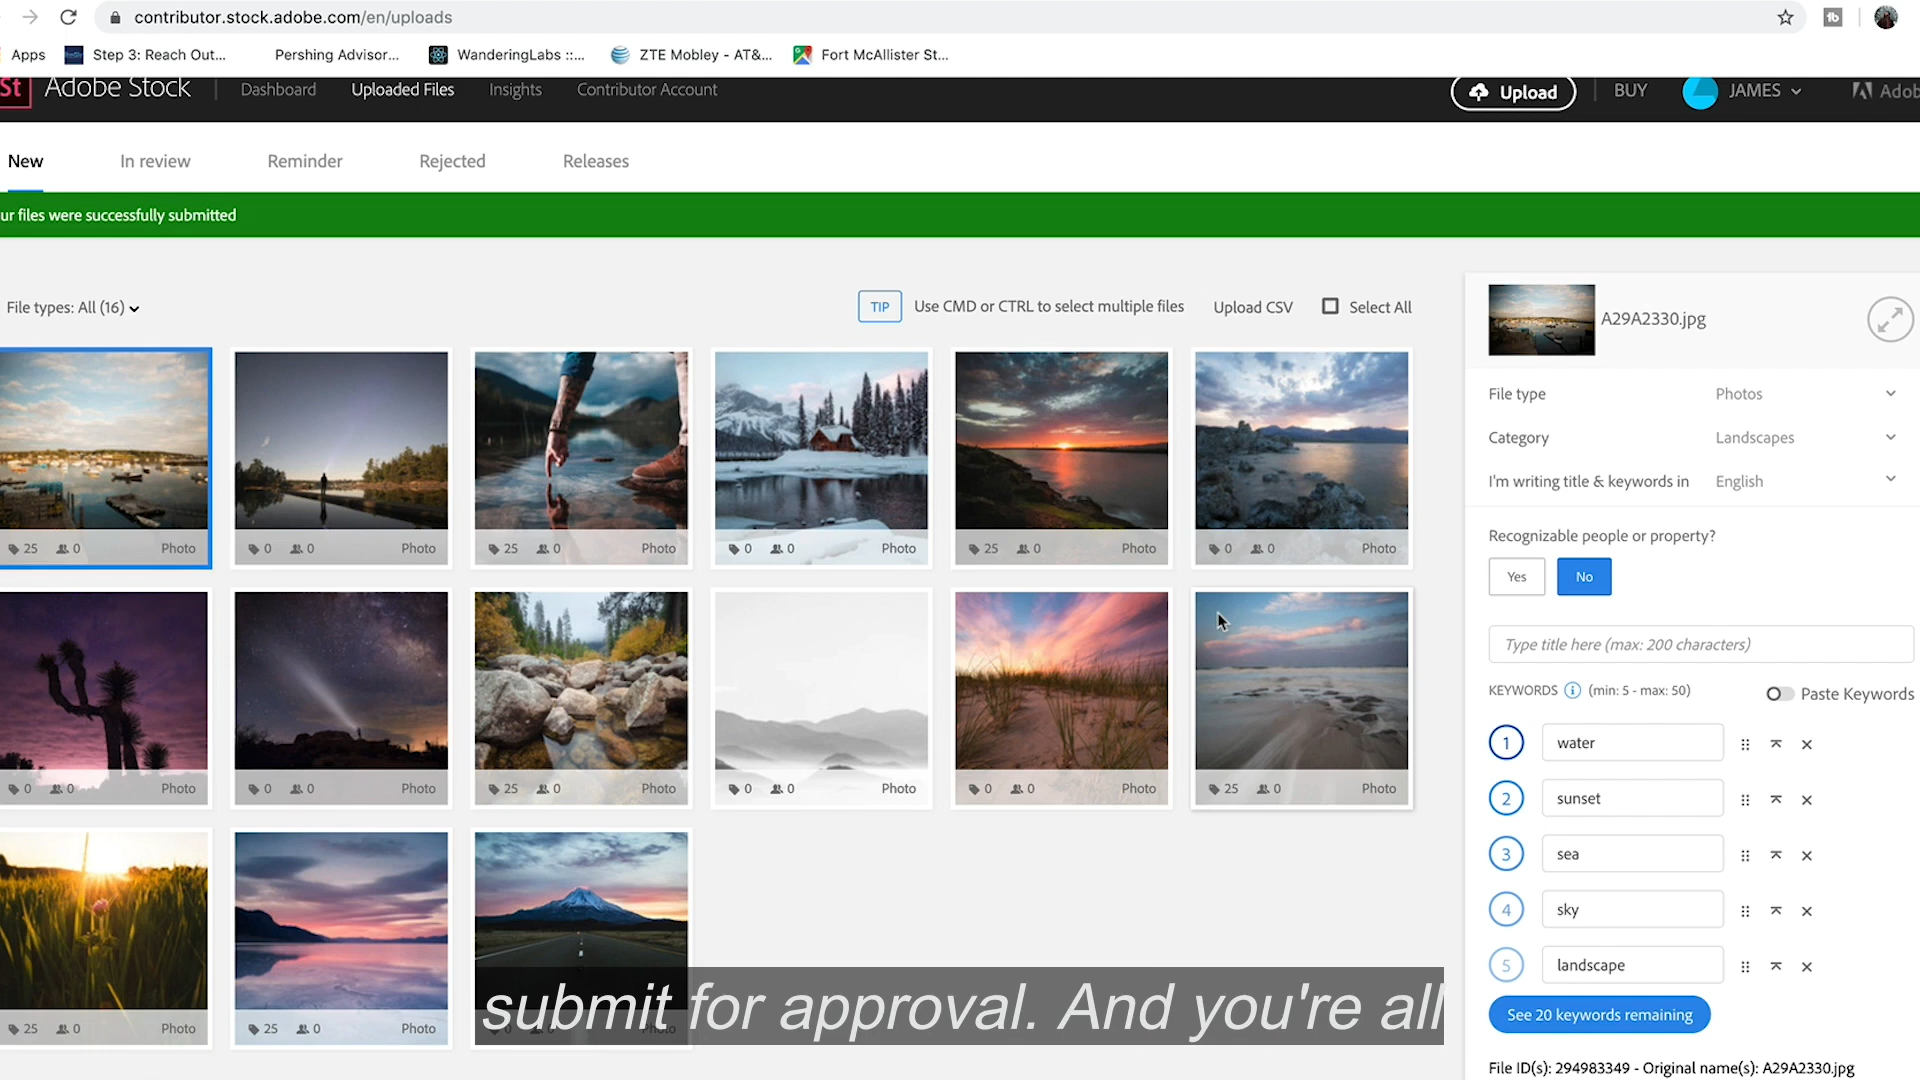 contributor.stock.adobe.com/en/uploads
Apps Step 3: Reach Out... Pershing Advisor... WanderingLabs ::... ZTE Mobley - AT&... Fort McAllister St...
St Adobe Stock Dashboard Uploaded Files Insights Contributor Account Upload BUY JAMES Adob
New In review Reminder Rejected Releases
ur files were successfully submitted
File types: All (16) TIP Use CMD or CTRL to select multiple files Upload CSV Select All
25 0 Photo 0 0 Photo 25 0 Photo 0 0 Photo 25 0 Photo 0 0 Photo
0 0 Photo 0 0 Photo 25 0 Photo 0 0 Photo 0 0 Photo 25 0 Photo
25 0 Photo 25 0 Photo 0 0 Photo
submit for approval. And you're all
A29A2330.jpg
File type Photos
Category Landscapes
I'm writing title & keywords in English
Recognizable people or property?
Yes No
Type title here (max: 200 characters)
KEYWORDS i (min: 5 - max: 50) Paste Keywords
1 water
2 sunset
3 sea
4 sky
5 landscape
See 20 keywords remaining
File ID(s): 294983349 - Original name(s): A29A2330.jpg